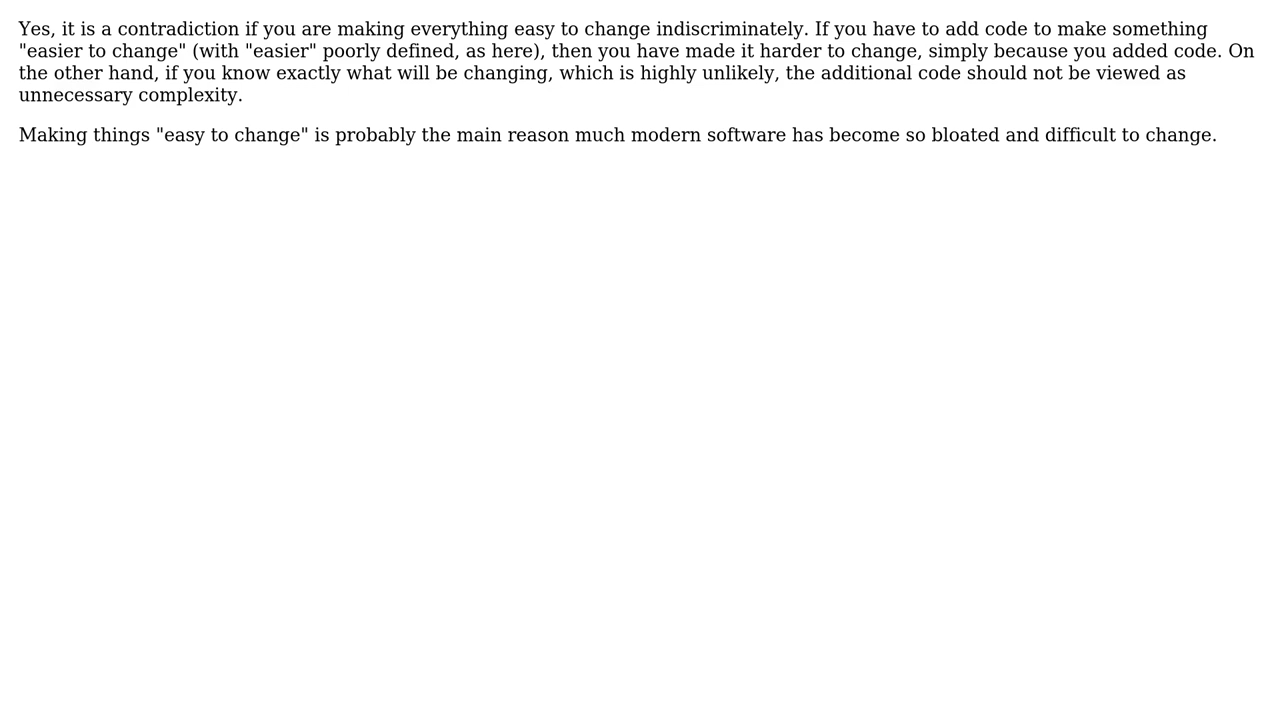 Yes, it is a contradiction if you are making everything easy to change indiscriminately. If you have to add code to make something
"easier to change" (with "easier" poorly defined, as here), then you have made it harder to change, simply because you added code. On
the other hand, if you know exactly what will be changing, which is highly unlikely, the additional code should not be viewed as
unnecessary complexity.
Making things "easy to change" is probably the main reason much modern software has become so bloated and difficult to change.